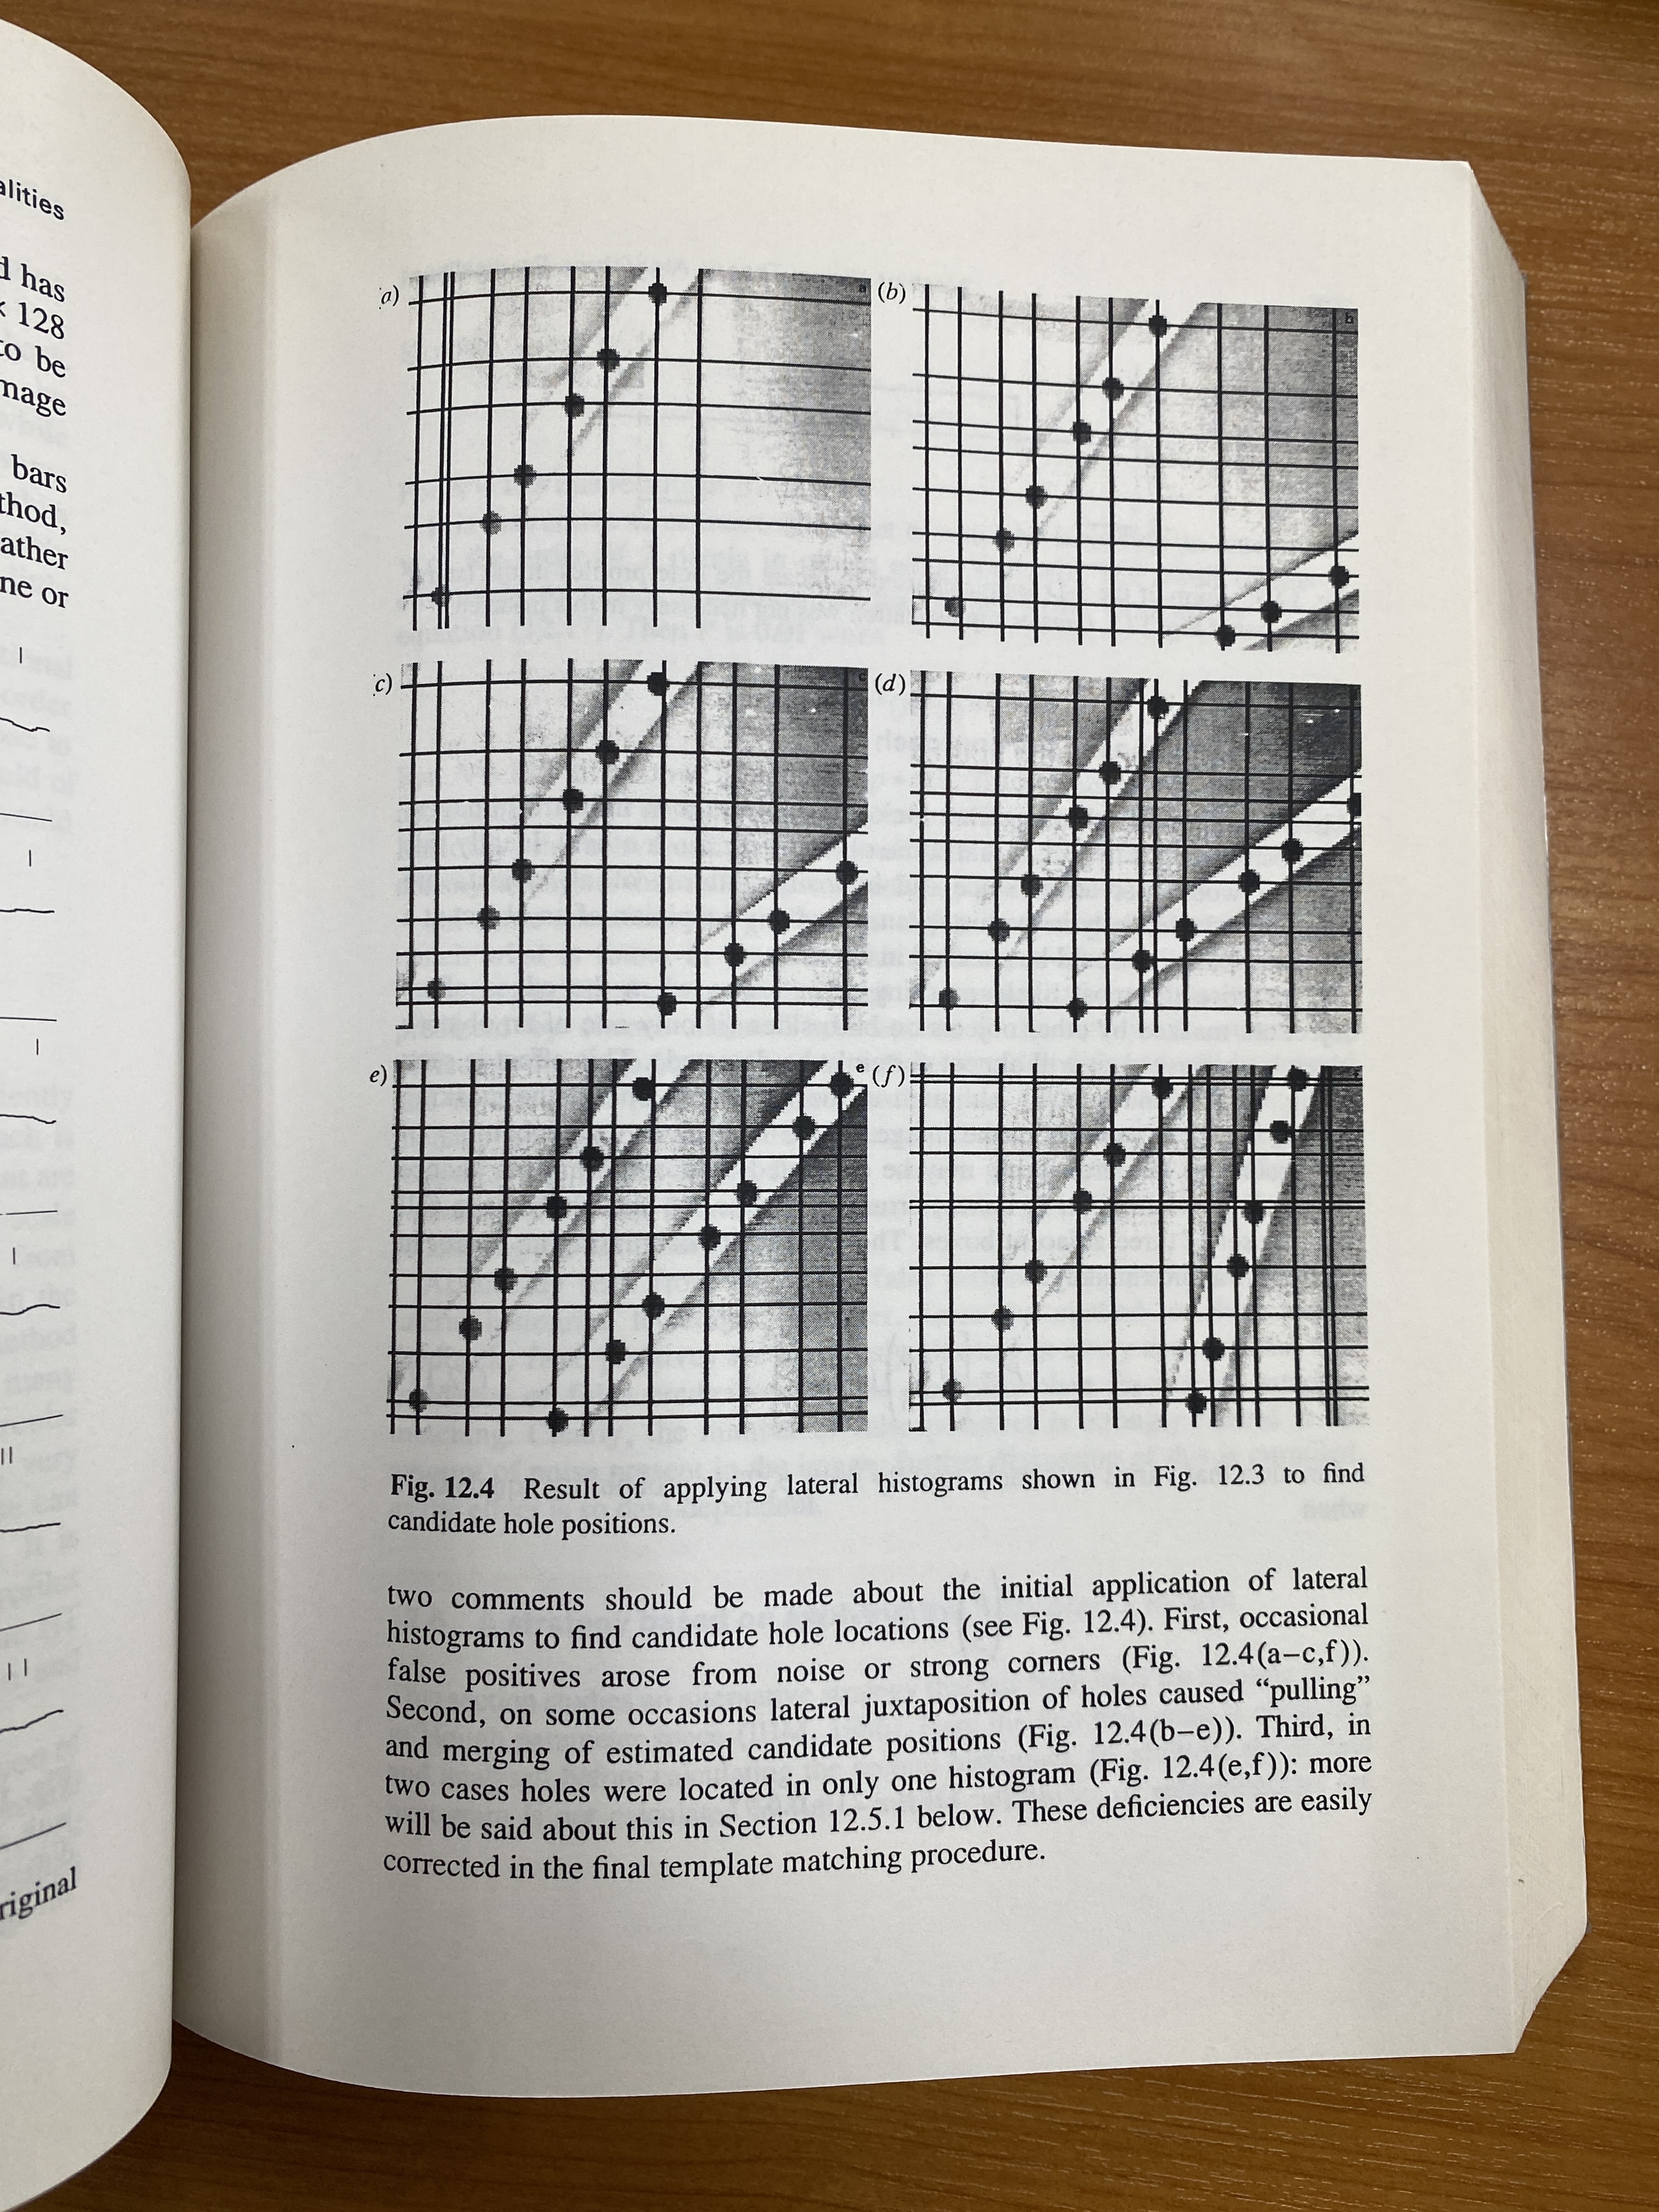 alities
d has
× 128
to be
mage
bars
thod,
ather
ne or
riginal
a)
a
(b)
b
c)
c
(d)
e)
e
(f)
Fig. 12.4 Result of applying lateral histograms shown in Fig. 12.3 to find
candidate hole positions.
two comments should be made about the initial application of lateral
histograms to find candidate hole locations (see Fig. 12.4). First, occasional
false positives arose from noise or strong corners (Fig. 12.4(a–c,f)).
Second, on some occasions lateral juxtaposition of holes caused “pulling”
and merging of estimated candidate positions (Fig. 12.4(b–e)). Third, in
two cases holes were located in only one histogram (Fig. 12.4(e,f)): more
will be said about this in Section 12.5.1 below. These deficiencies are easily
corrected in the final template matching procedure.